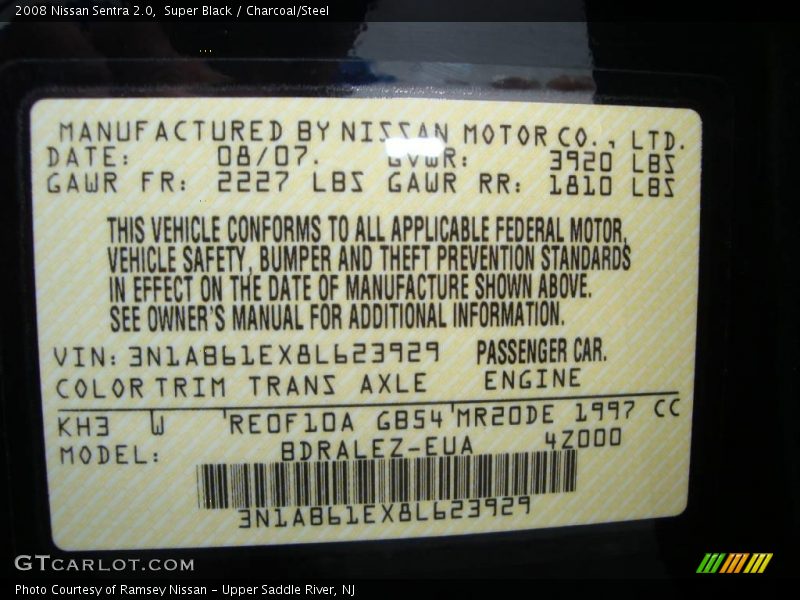 2008 Nissan Sentra 2.0, Super Black / Charcoal/Steel
MANUFACTURED BY NISSAN MOTOR CO., LTD.
DATE: 08/07. GVWR: 3920 LBS
GAWR FR: 2227 LBS GAWR RR: 1810 LBS
THIS VEHICLE CONFORMS TO ALL APPLICABLE FEDERAL MOTOR,
VEHICLE SAFETY, BUMPER AND THEFT PREVENTION STANDARDS
IN EFFECT ON THE DATE OF MANUFACTURE SHOWN ABOVE.
SEE OWNER'S MANUAL FOR ADDITIONAL INFORMATION.
VIN: 3N1AB61EX8L623929 PASSENGER CAR.
COLOR TRIM TRANS AXLE ENGINE
KH3 W RE0F10A GB54 MR20DE 1997 CC
MODEL: BDRALEZ-EUA 4Z000
3N1AB61EX8L623929
GTCARLOT.COM
Photo Courtesy of Ramsey Nissan - Upper Saddle River, NJ